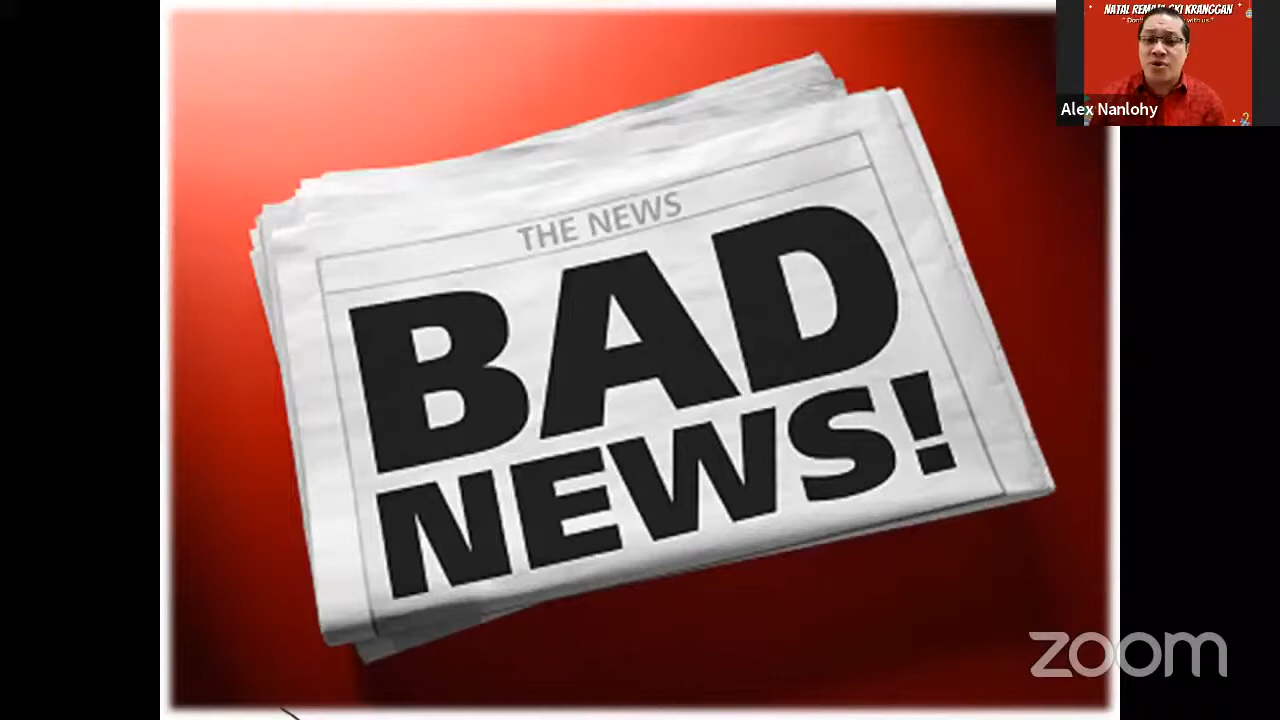 NATAL REMAJA GKI KRANGGAN
Alex Nanlohy
THE NEWS
BAD
NEWS!
zoom